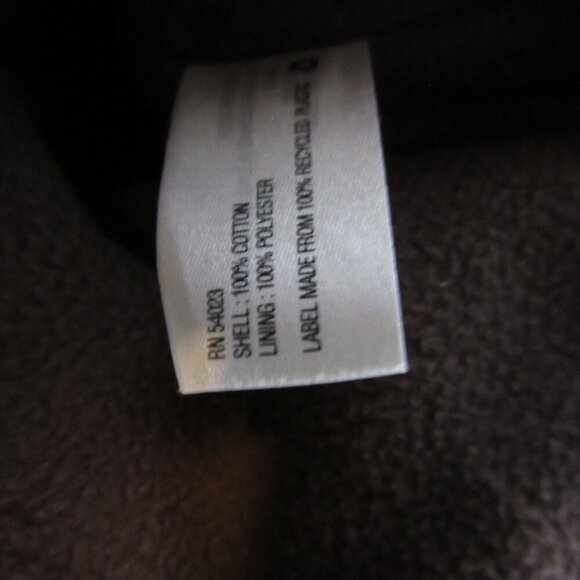 RN 54023
SHELL : 100% COTTON
LINING : 100% POLYESTER
LABEL MADE FROM 100% RECYCLED PLASTIC